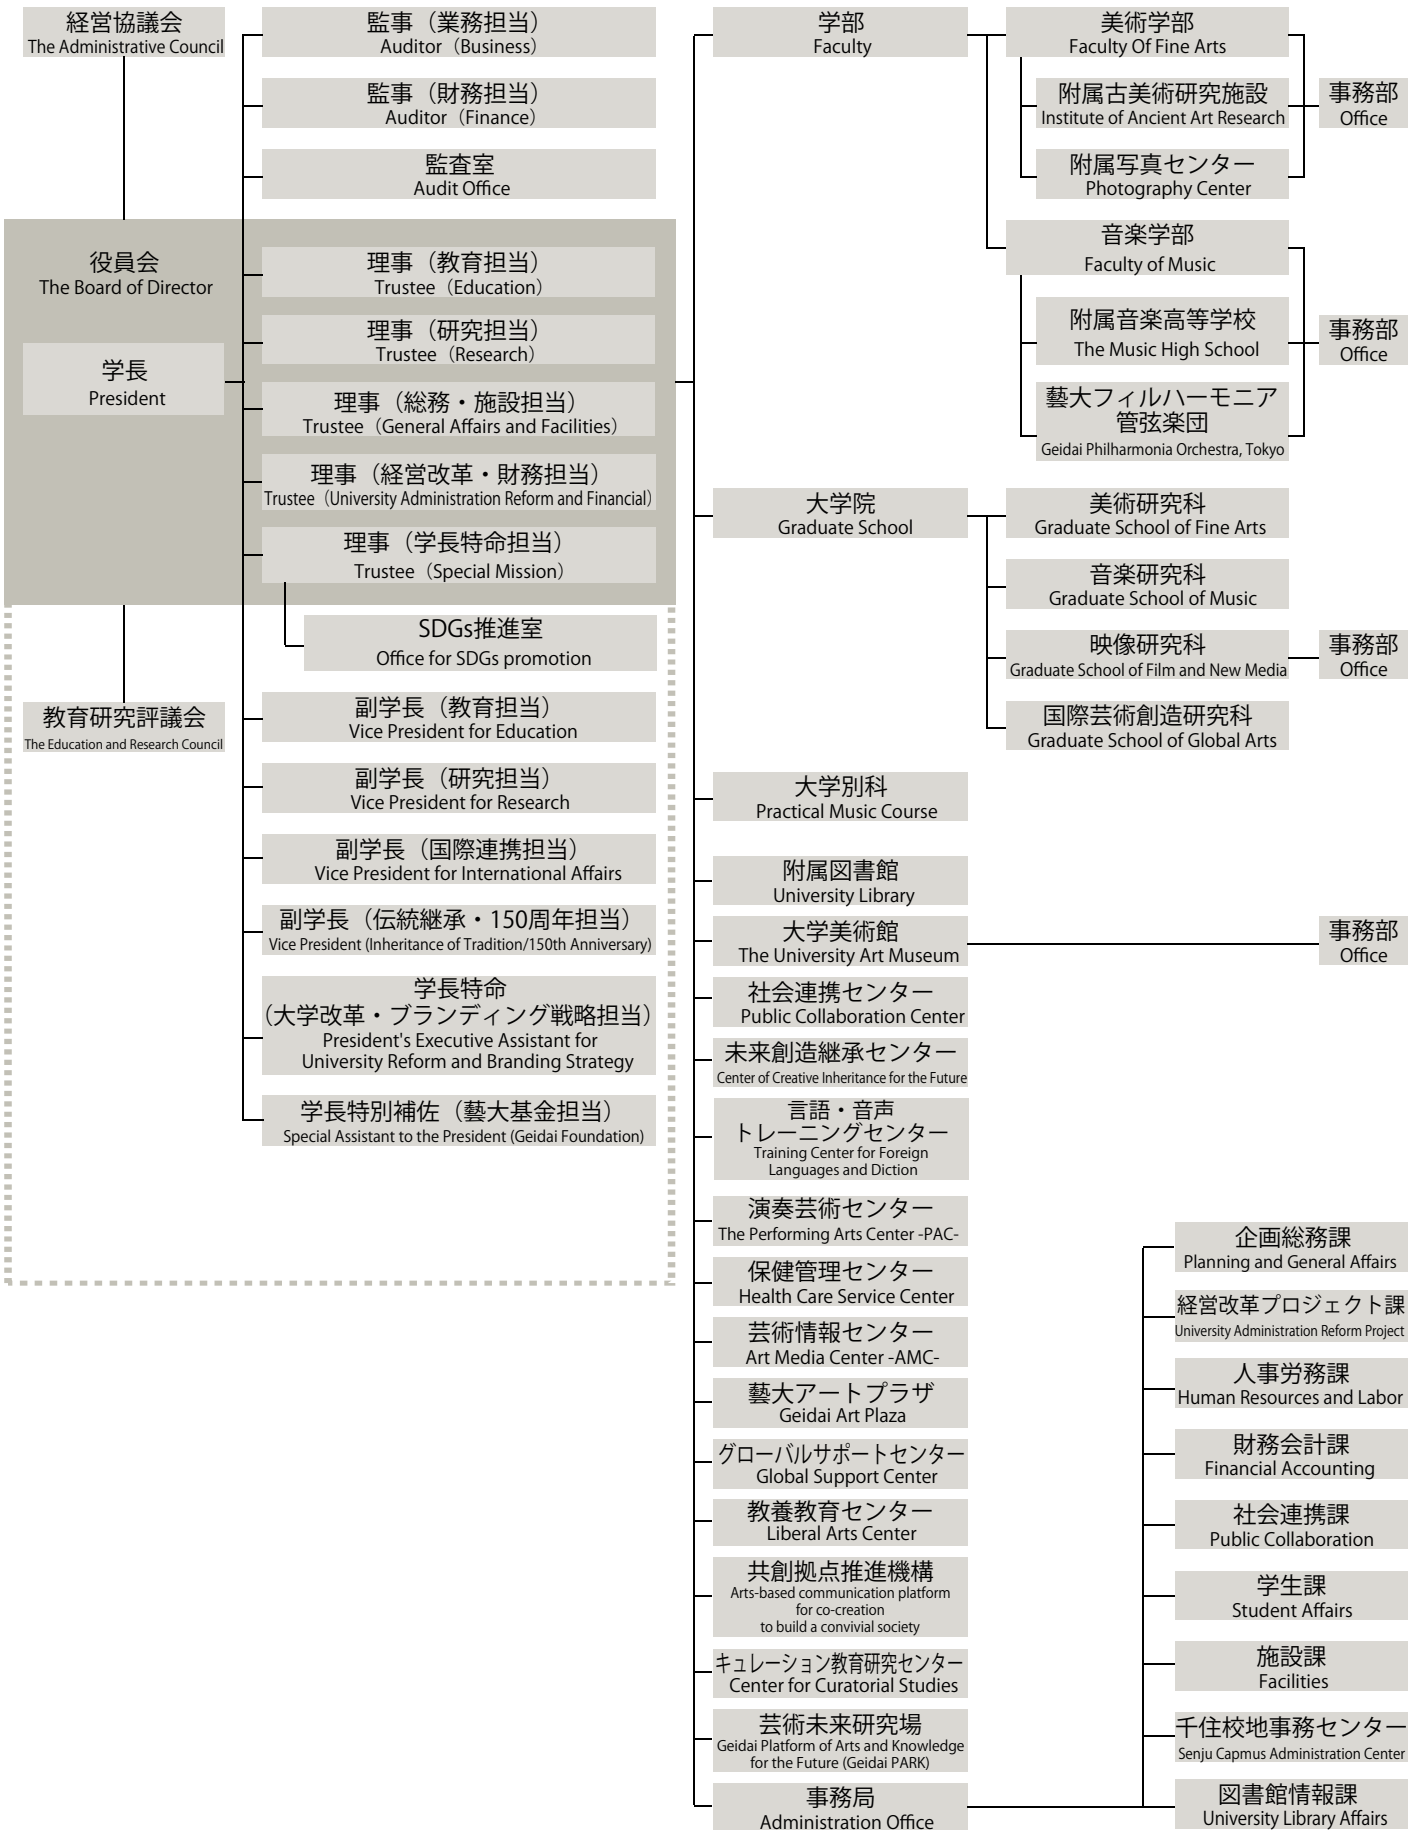 経営協議会
The Administrative Council
役員会
The Board of Director
学長
President
教育研究評議会
The Education and Research Council
監事（業務担当）
Auditor（Business）
監事（財務担当）
Auditor（Finance）
監査室
Audit Office
理事（教育担当）
Trustee（Education）
理事（研究担当）
Trustee（Research）
理事（総務・施設担当）
Trustee（General Affairs and Facilities）
理事（経営改革・財務担当）
Trustee（University Administration Reform and Financial）
理事（学長特命担当）
Trustee（Special Mission）
SDGs推進室
Office for SDGs promotion
副学長（教育担当）
Vice President for Education
副学長（研究担当）
Vice President for Research
副学長（国際連携担当）
Vice President for International Affairs
副学長（伝統継承・150周年担当）
Vice President (Inheritance of Tradition/150th Anniversary)
学長特命
（大学改革・ブランディング戦略担当）
President's Executive Assistant for
University Reform and Branding Strategy
学長特別補佐（藝大基金担当）
Special Assistant to the President (Geidai Foundation)
学部
Faculty
美術学部
Faculty Of Fine Arts
附属古美術研究施設
Institute of Ancient Art Research
附属写真センター
Photography Center
事務部
Office
音楽学部
Faculty of Music
附属音楽高等学校
The Music High School
藝大フィルハーモニア
管弦楽団
Geidai Philharmonia Orchestra, Tokyo
事務部
Office
大学院
Graduate School
美術研究科
Graduate School of Fine Arts
音楽研究科
Graduate School of Music
映像研究科
Graduate School of Film and New Media
事務部
Office
国際芸術創造研究科
Graduate School of Global Arts
大学別科
Practical Music Course
附属図書館
University Library
大学美術館
The University Art Museum
事務部
Office
社会連携センター
Public Collaboration Center
未来創造継承センター
Center of Creative Inheritance for the Future
言語・音声
トレーニングセンター
Training Center for Foreign
Languages and Diction
演奏芸術センター
The Performing Arts Center -PAC-
保健管理センター
Health Care Service Center
芸術情報センター
Art Media Center -AMC-
藝大アートプラザ
Geidai Art Plaza
グローバルサポートセンター
Global Support Center
教養教育センター
Liberal Arts Center
共創拠点推進機構
Arts-based communication platform
for co-creation
to build a convivial society
キュレーション教育研究センター
Center for Curatorial Studies
芸術未来研究場
Geidai Platform of Arts and Knowledge
for the Future (Geidai PARK)
事務局
Administration Office
企画総務課
Planning and General Affairs
経営改革プロジェクト課
University Administration Reform Project
人事労務課
Human Resources and Labor
財務会計課
Financial Accounting
社会連携課
Public Collaboration
学生課
Student Affairs
施設課
Facilities
千住校地事務センター
Senju Capmus Administration Center
図書館情報課
University Library Affairs